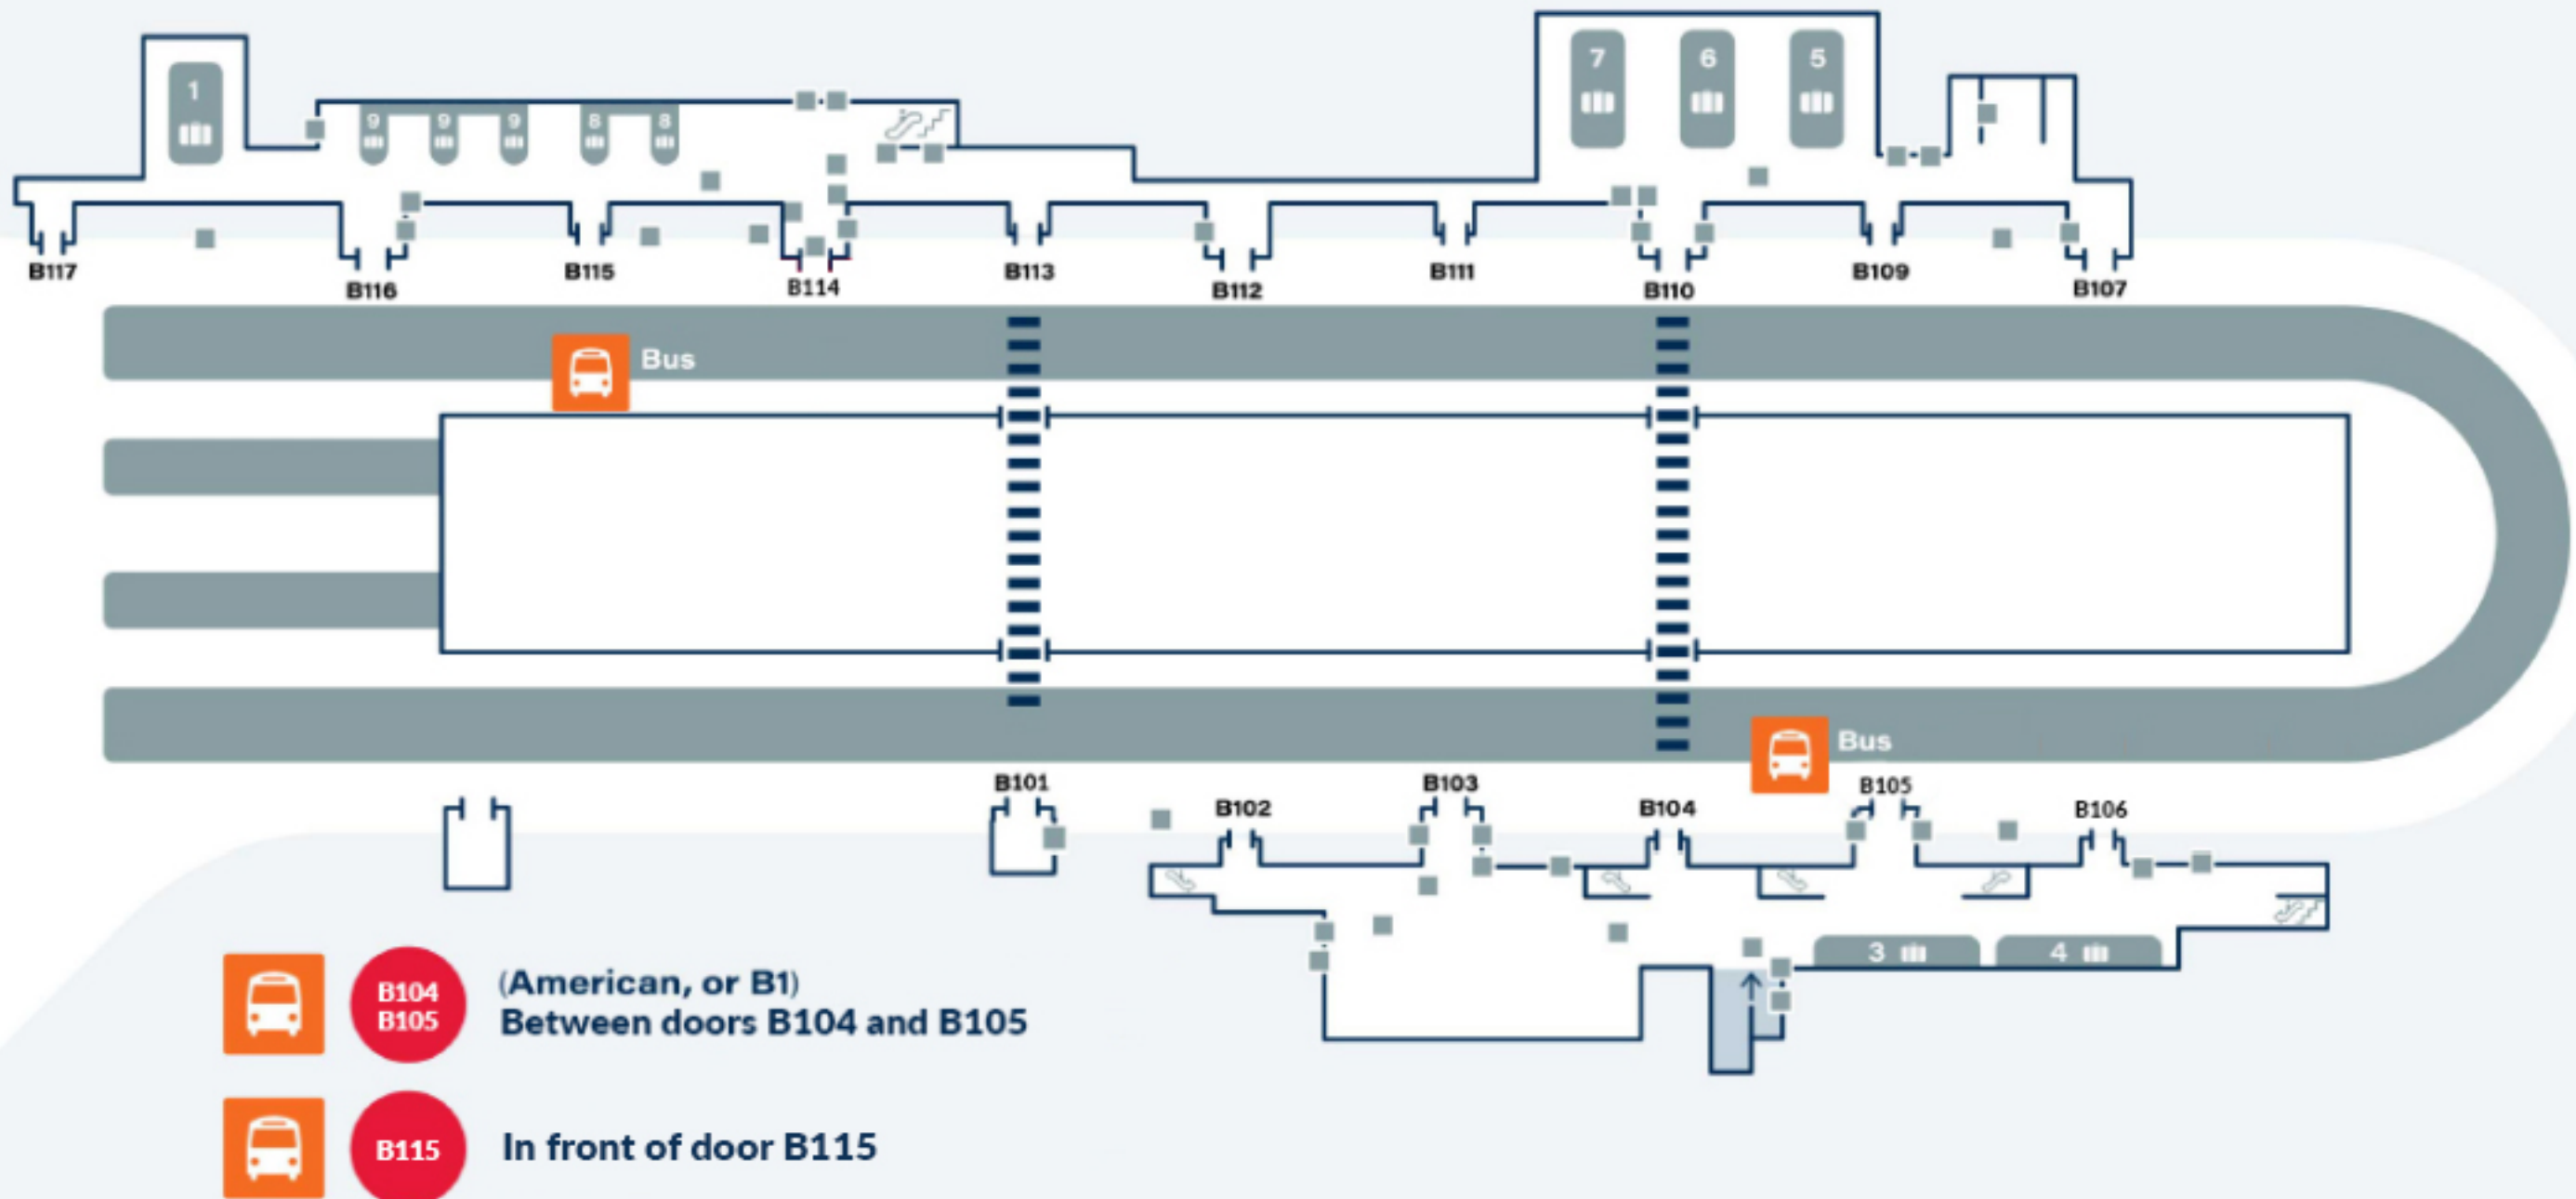 7 6 5
1
9 9 9 8 8
B117 B116 B115 B114 B113 B112 B111 B110 B109 B107
Bus
Bus
B101 B102 B103 B104 B105 B106
3 4
B104
B105
(American, or B1)
Between doors B104 and B105
B115
In front of door B115